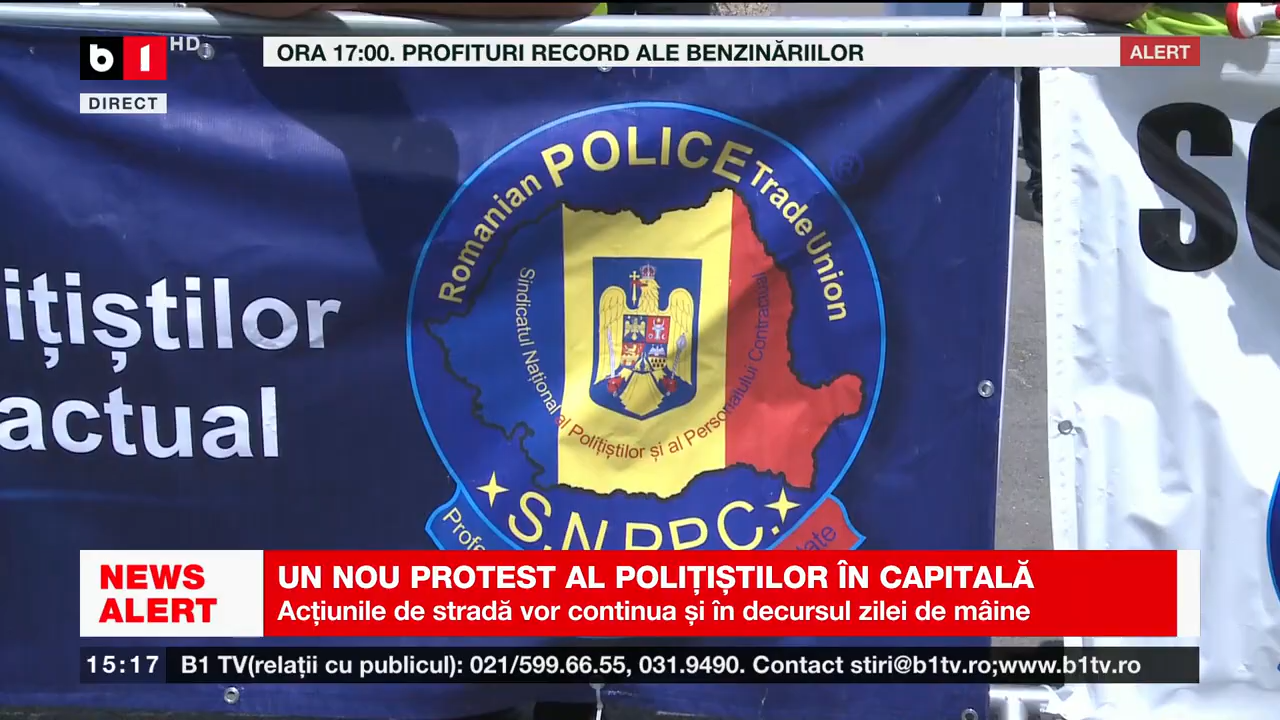 b1 HD
ORA 17:00. PROFITURI RECORD ALE BENZINĂRIILOR
ALERT
DIRECT
Romanian POLICE Trade Union
®
Sindicatul Național al Polițiștilor și al Personalului Contractual
S.N.P.P.C.
ițiștilor
actual
NEWS ALERT
UN NOU PROTEST AL POLIȚIȘTILOR ÎN CAPITALĂ
Acțiunile de stradă vor continua și în decursul zilei de mâine
15:17
B1 TV(relații cu publicul): 021/599.66.55, 031.9490. Contact stiri@b1tv.ro;www.b1tv.ro